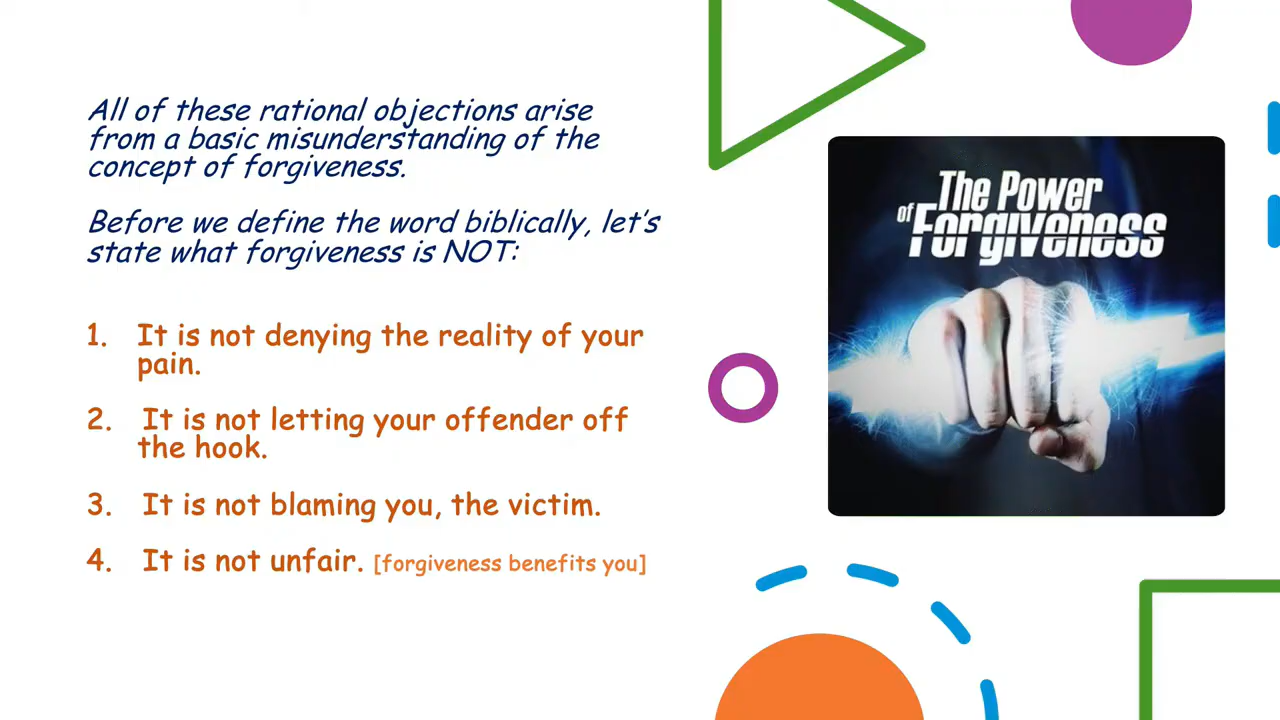 All of these rational objections arise
from a basic misunderstanding of the
concept of forgiveness.
Before we define the word biblically, let's
state what forgiveness is NOT:
1. It is not denying the reality of your
pain.
2. It is not letting your offender off
the hook.
3. It is not blaming you, the victim.
4. It is not unfair. [forgiveness benefits you]
The Power
of Forgiveness